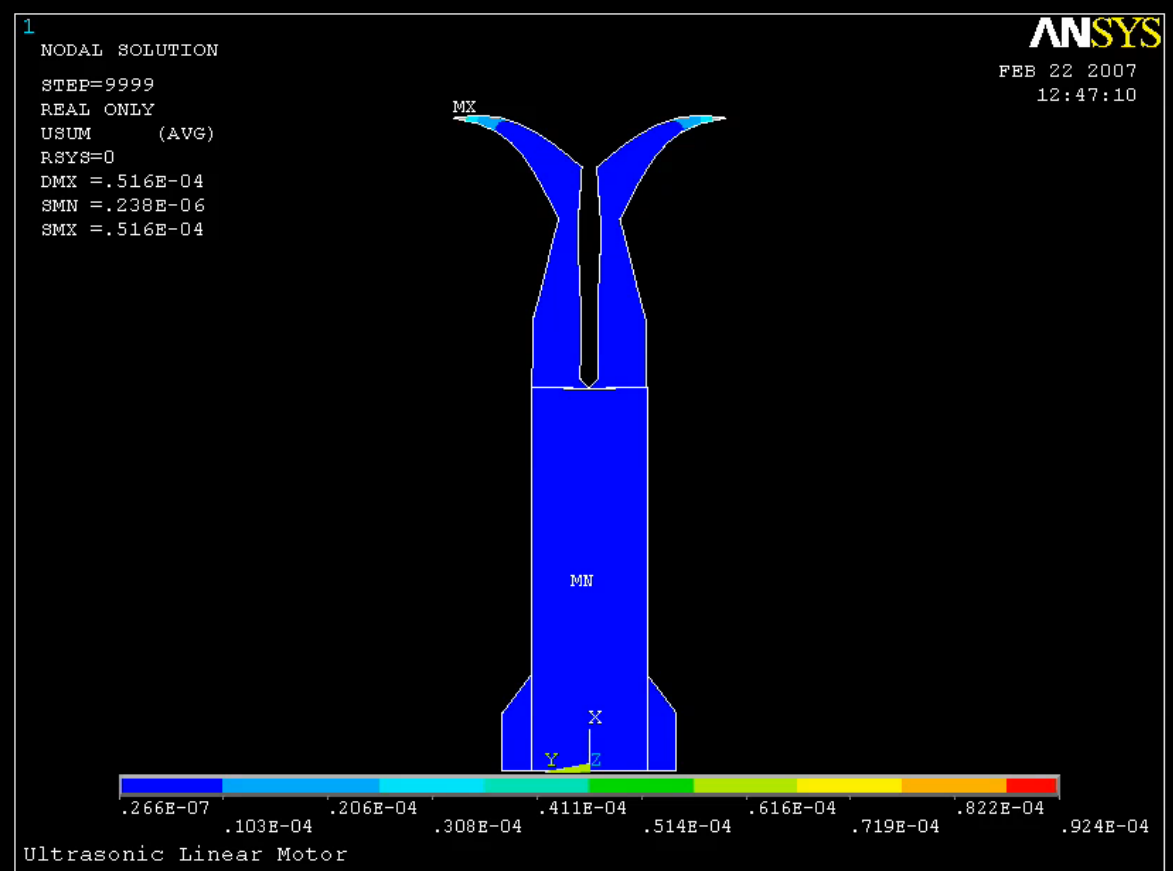 1
NODAL SOLUTION
STEP=9999
REAL ONLY
USUM (AVG)
RSYS=0
DMX =.516E-04
SMN =.238E-06
SMX =.516E-04
ANSYS
FEB 22 2007
12:47:10
MX
MN
X
Y Z
.266E-07 .206E-04 .411E-04 .616E-04 .822E-04
.103E-04 .308E-04 .514E-04 .719E-04 .924E-04
Ultrasonic Linear Motor